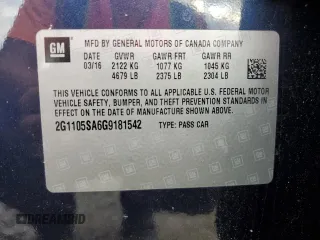 GM
MFD BY GENERAL MOTORS OF CANADA COMPANY
DATE GVWR GAWR FRT GAWR RR
03/16 2122 KG 1077 KG 1045 KG
4679 LB 2375 LB 2304 LB
THIS VEHICLE CONFORMS TO ALL APPLICABLE U.S. FEDERAL MOTOR
VEHICLE SAFETY, BUMPER, AND THEFT PREVENTION STANDARDS
IN EFFECT ON THE DATE OF MANUFACTURE SHOWN ABOVE.
2G1105SA6G9181542 TYPE: PASS CAR
DREAMBID